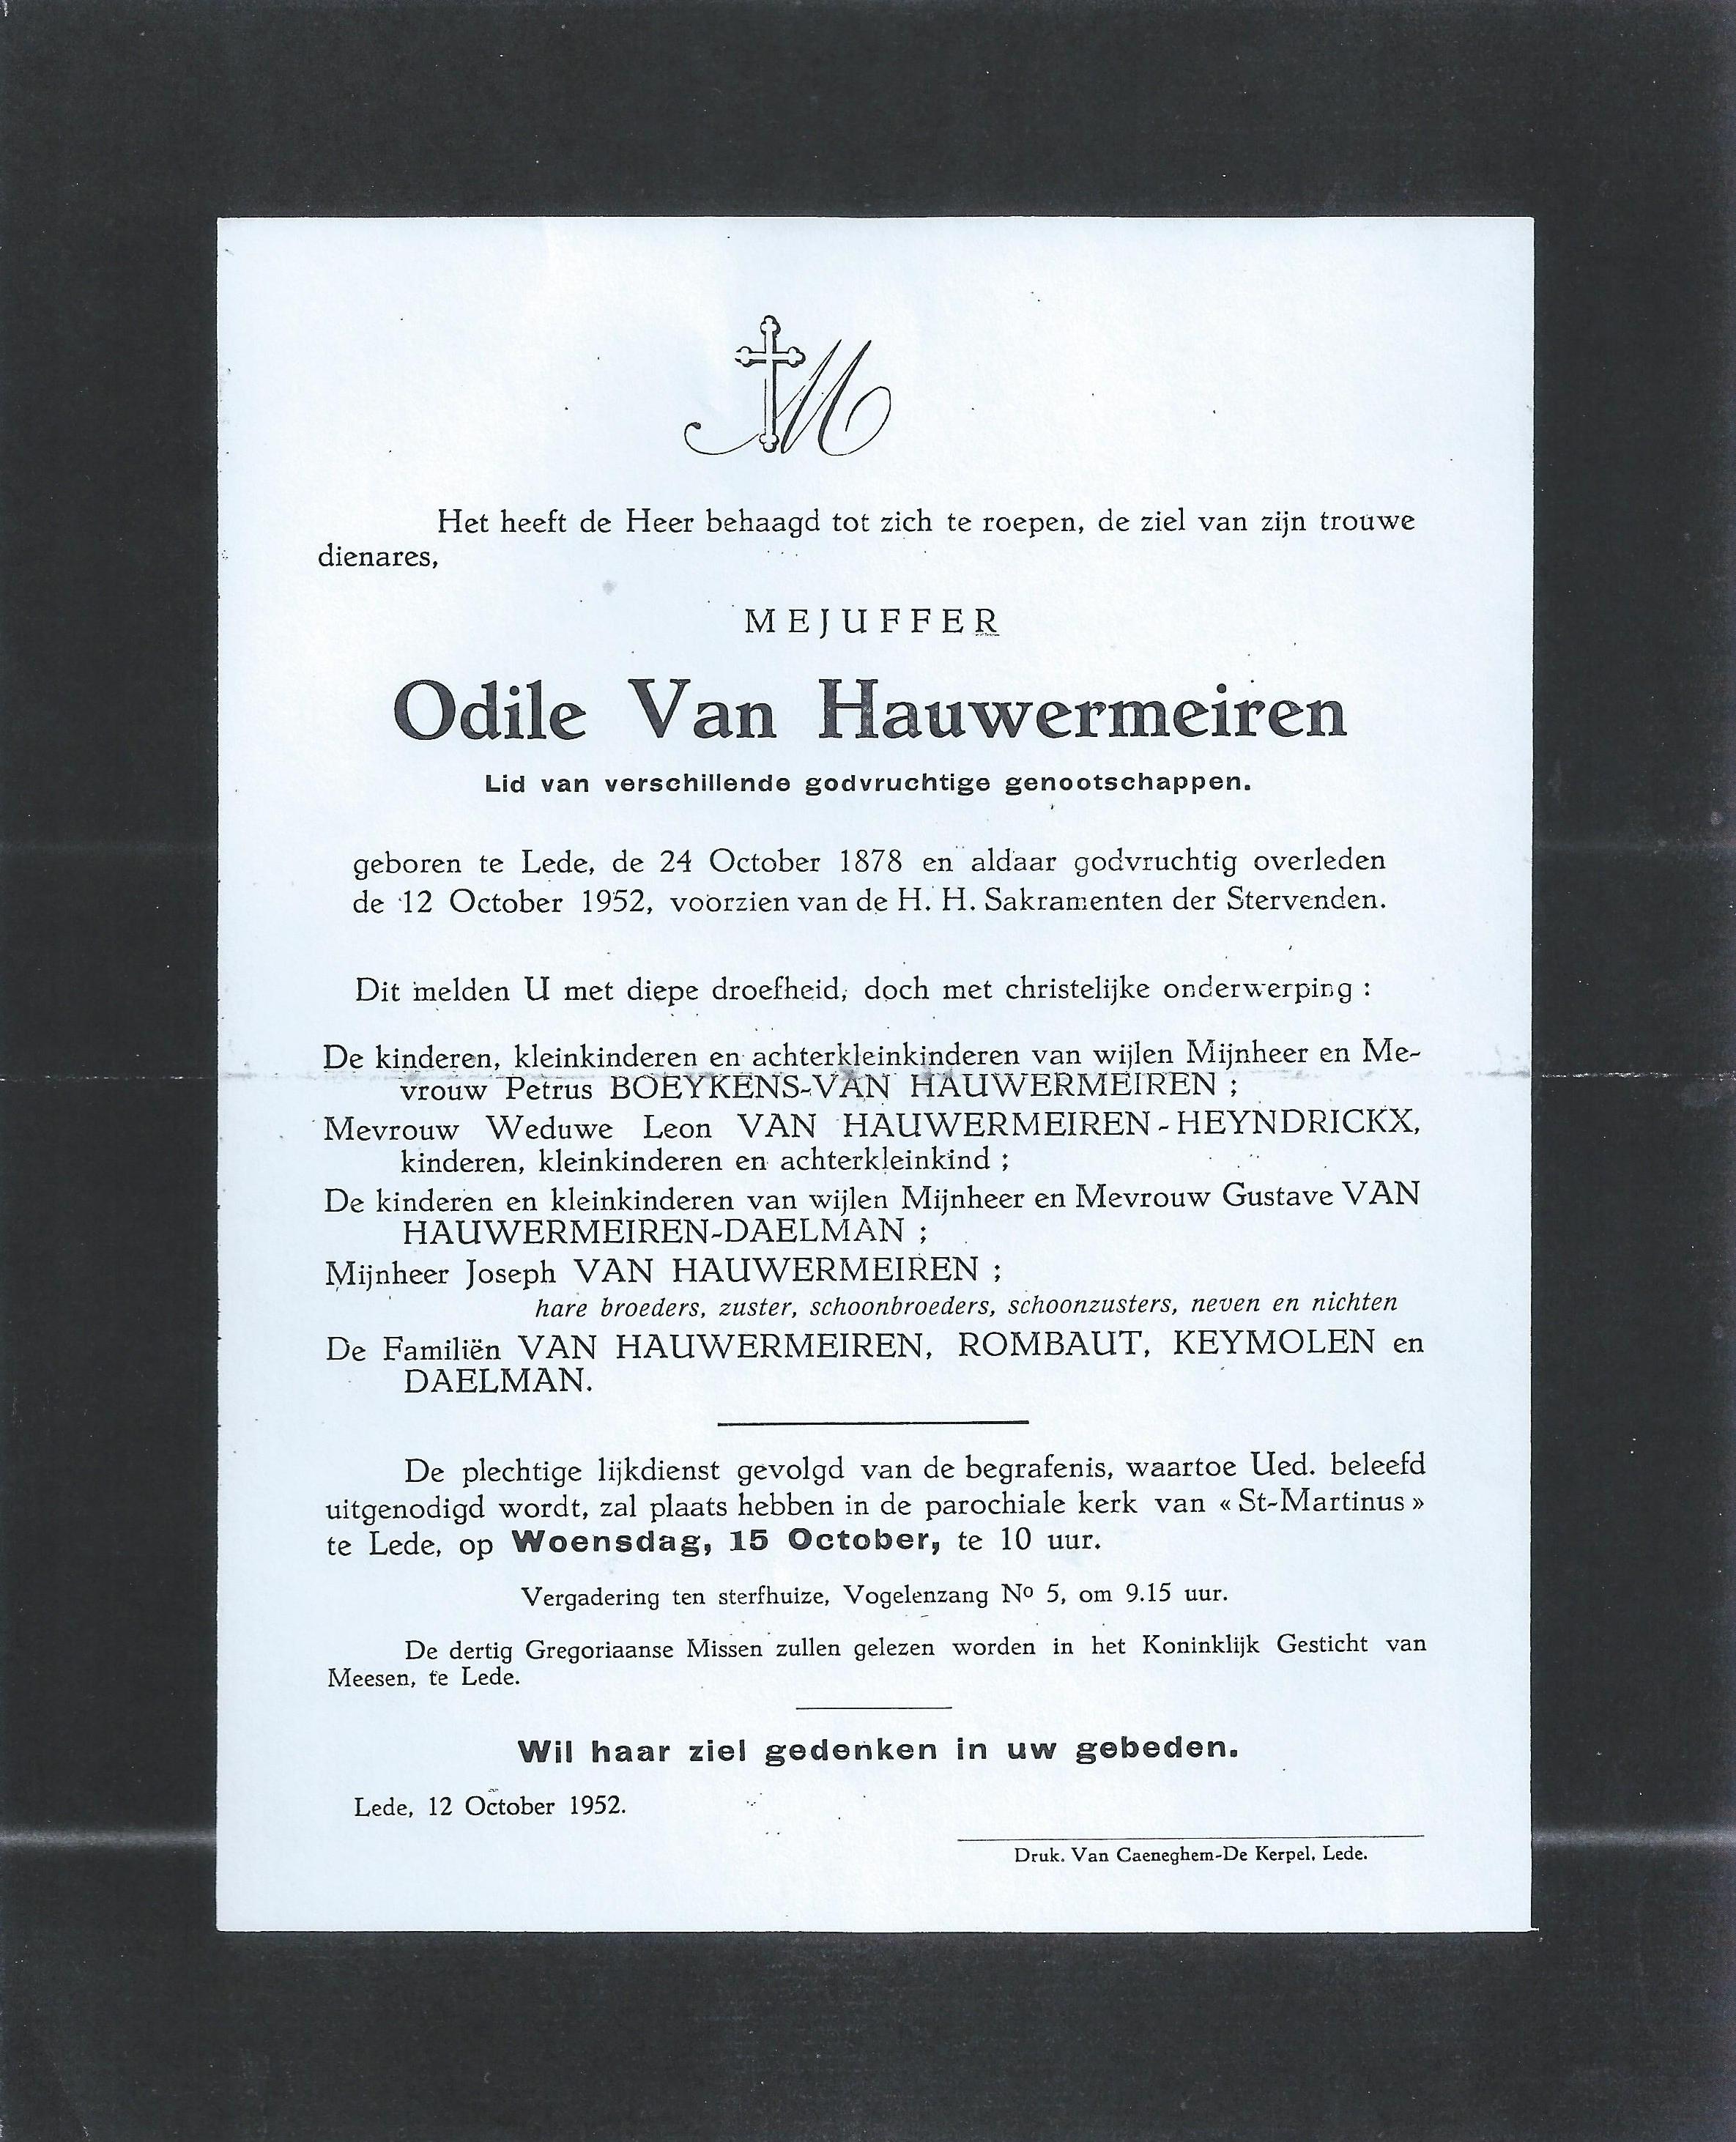 M
Het heeft de Heer behaagd tot zich te roepen, de ziel van zijn trouwe
dienares,
MEJUFFER
Odile Van Hauwermeiren
Lid van verschillende godvruchtige genootschappen.
geboren te Lede, de 24 October 1878 en aldaar godvruchtig overleden
de 12 October 1952, voorzien van de H. H. Sakramenten der Stervenden.
Dit melden U met diepe droefheid, doch met christelijke onderwerping :
De kinderen, kleinkinderen en achterkleinkinderen van wijlen Mijnheer en Me-
vrouw Petrus BOEYKENS-VAN HAUWERMEIREN ;
Mevrouw Weduwe Leon VAN HAUWERMEIREN-HEYNDRICKX,
kinderen, kleinkinderen en achterkleinkind ;
De kinderen en kleinkinderen van wijlen Mijnheer en Mevrouw Gustave VAN
HAUWERMEIREN-DAELMAN ;
Mijnheer Joseph VAN HAUWERMEIREN ;
hare broeders, zuster, schoonbroeders, schoonzusters, neven en nichten
De Familiën VAN HAUWERMEIREN, ROMBAUT, KEYMOLEN en
DAELMAN.
De plechtige lijkdienst gevolgd van de begrafenis, waartoe Ued. beleefd
uitgenodigd wordt, zal plaats hebben in de parochiale kerk van « St-Martinus »
te Lede, op Woensdag, 15 October, te 10 uur.
Vergadering ten sterfhuize, Vogelenzang Nº 5, om 9.15 uur.
De dertig Gregoriaanse Missen zullen gelezen worden in het Koninklijk Gesticht van
Meesen, te Lede.
Wil haar ziel gedenken in uw gebeden.
Lede, 12 October 1952.
Druk. Van Caeneghem-De Kerpel, Lede.